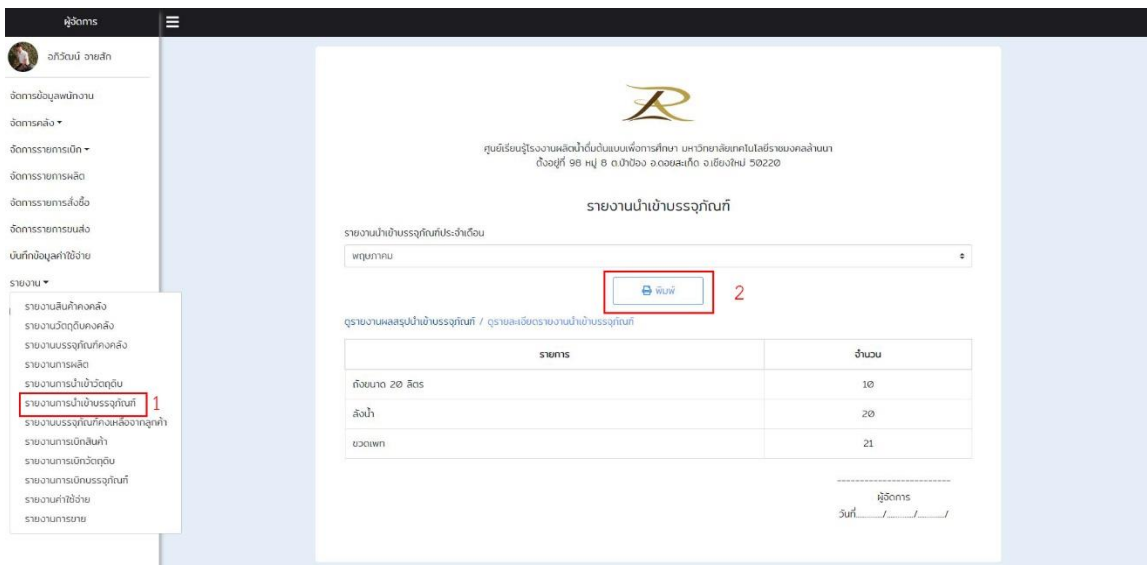 ผู้จัดการ
อภิวัฒน์ อายสัก
จัดการข้อมูลพนักงาน
จัดการคลัง
จัดการรายการเบิก
จัดการรายการผลิต
จัดการรายการสั่งซื้อ
จัดการรายการขนส่ง
บันทึกข้อมูลค่าใช้จ่าย
รายงาน
รายงานสินค้าคงคลัง
รายงานวัตถุดิบคงคลัง
รายงานบรรจุภัณฑ์คงคลัง
รายงานการผลิต
รายงานการนำเข้าวัตถุดิบ
รายงานการนำเข้าบรรจุภัณฑ์ 1
รายงานบรรจุภัณฑ์คงเหลือจากลูกค้า
รายงานการเบิกสินค้า
รายงานการเบิกวัตถุดิบ
รายงานการเบิกบรรจุภัณฑ์
รายงานค่าใช้จ่าย
รายงานการขาย
ศูนย์เรียนรู้โรงงานผลิตน้ำดื่มต้นแบบเพื่อการศึกษา มหาวิทยาลัยเทคโนโลยีราชมงคลล้านนา
ตั้งอยู่ที่ 98 หมู่ 8 ต.ป่าป้อง อ.ดอยสะเก็ด จ.เชียงใหม่ 50220
รายงานนำเข้าบรรจุภัณฑ์
รายงานนำเข้าบรรจุภัณฑ์ประจำเดือน
พฤษภาคม
พิมพ์ 2
ดูรายงานผลสรุปนำเข้าบรรจุภัณฑ์ / ดูรายละเอียดรายงานนำเข้าบรรจุภัณฑ์
รายการ จำนวน
ถังขนาด 20 ลิตร 10
ลังน้ำ 20
ขวดเพท 21
-------------------------
ผู้จัดการ
วันที่........../........../........../